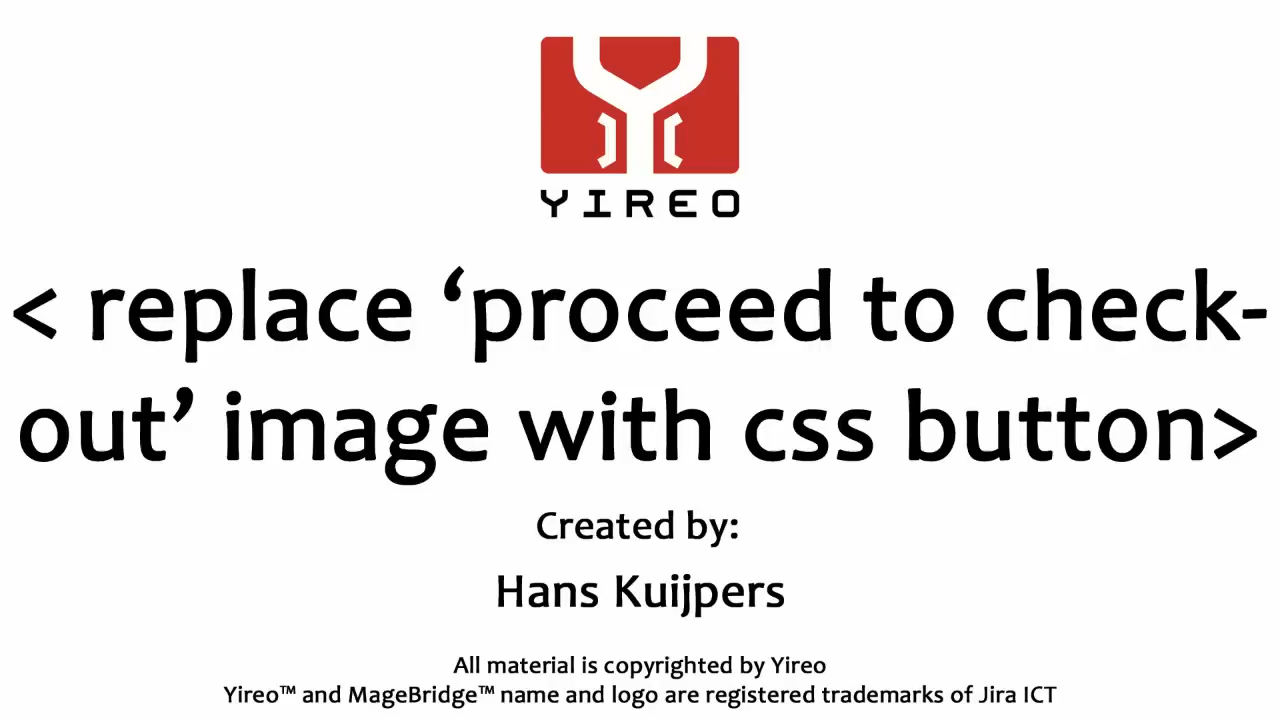 YIREO
< replace ‘proceed to check-
out’ image with css button>
Created by:
Hans Kuijpers
All material is copyrighted by Yireo
Yireo™ and MageBridge™ name and logo are registered trademarks of Jira ICT